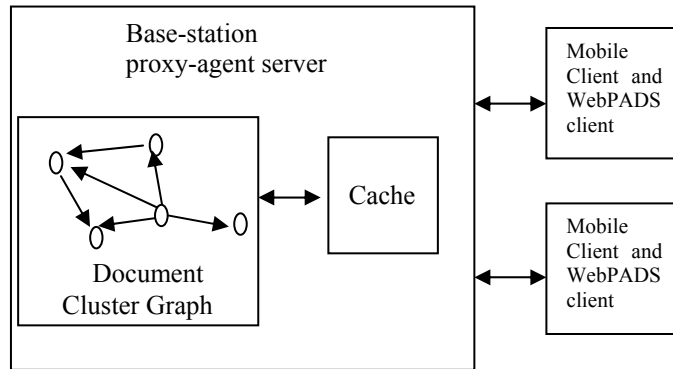 Base-station
proxy-agent server
Document
Cluster Graph
Cache
Mobile
Client and
WebPADS
client
Mobile
Client and
WebPADS
client